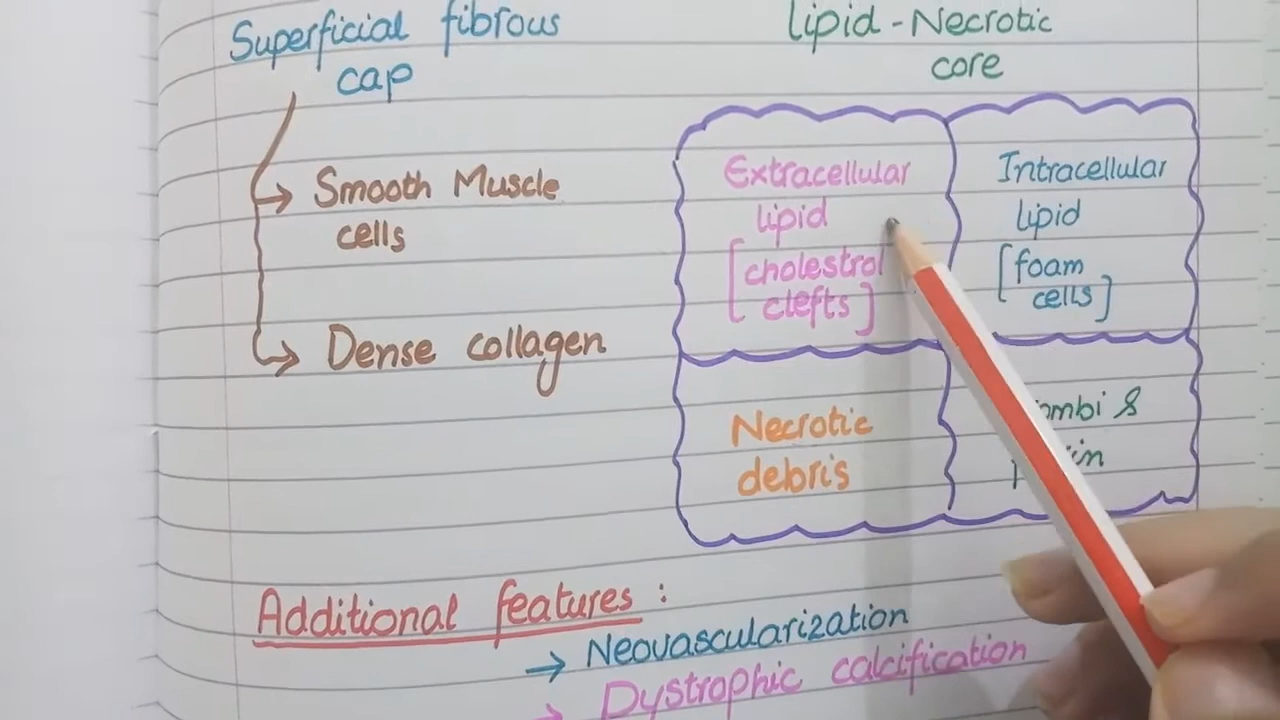 Superficial fibrous
cap
Smooth Muscle
cells
Dense collagen
lipid - Necrotic
core
Extracellular
lipid
[cholestrol
clefts]
Intracellular
lipid
[foam
cells]
Necrotic
debris
&
Additional features :
→ Neovascularization
→ Dystrophic calcification